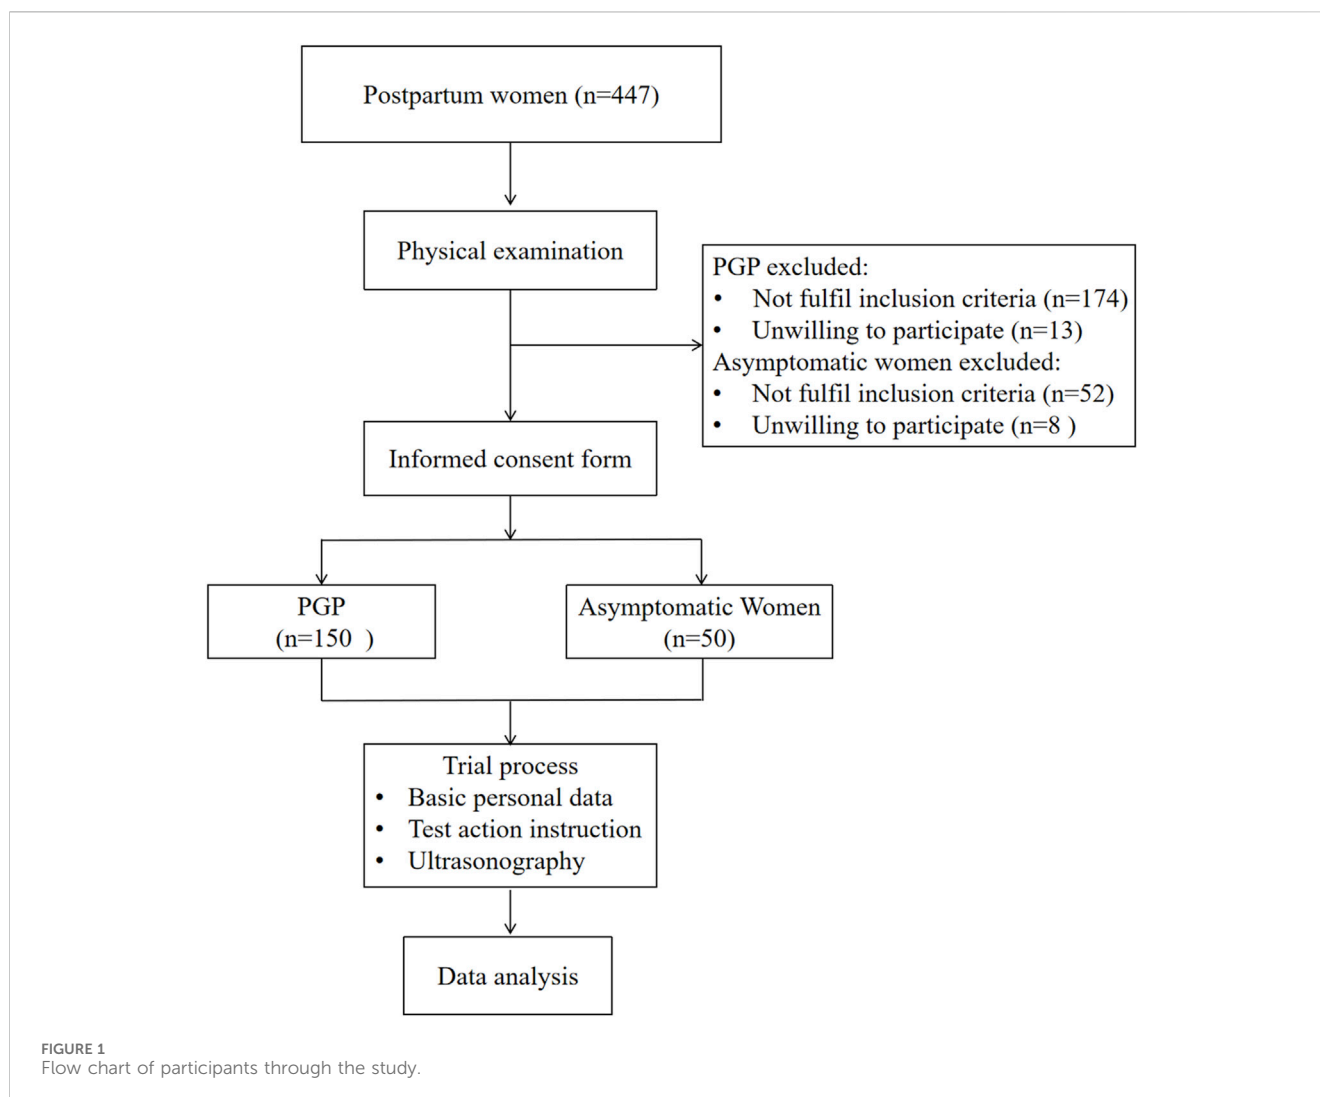 Postpartum women (n=447)
Physical examination
PGP excluded:
• Not fulfil inclusion criteria (n=174)
• Unwilling to participate (n=13)
Asymptomatic women excluded:
• Not fulfil inclusion criteria (n=52)
• Unwilling to participate (n=8 )
Informed consent form
PGP
(n=150 )
Asymptomatic Women
(n=50)
Trial process
• Basic personal data
• Test action instruction
• Ultrasonography
Data analysis
FIGURE 1
Flow chart of participants through the study.